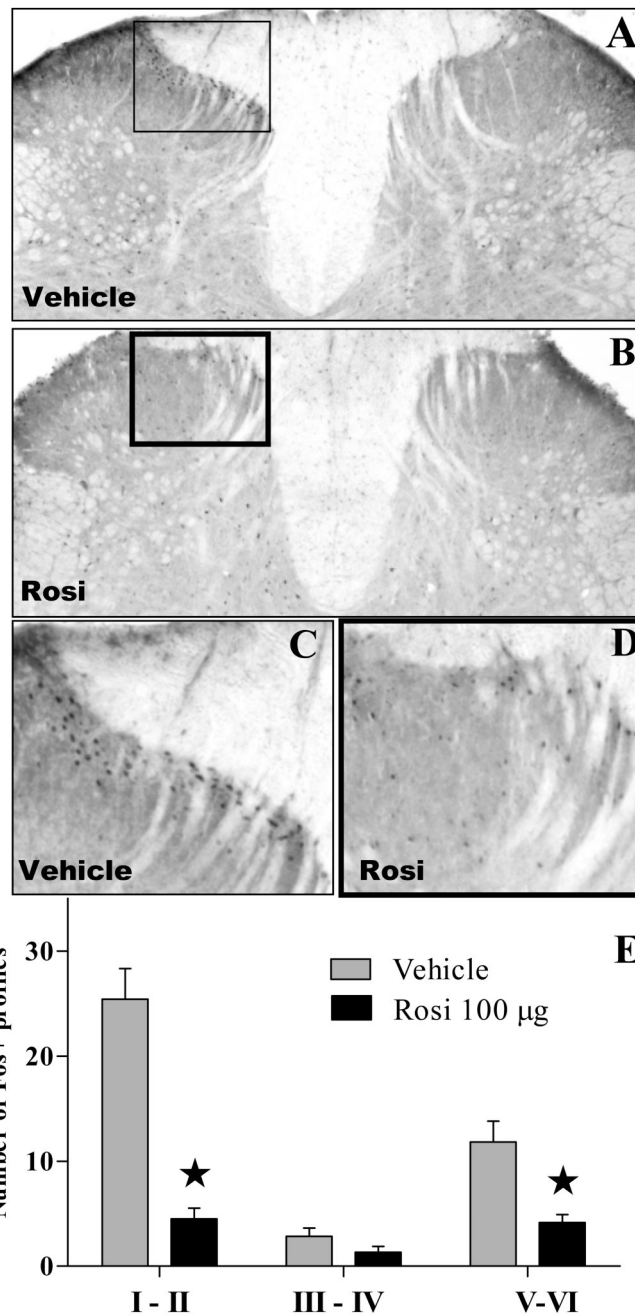 A
Vehicle
B
Rosi
C
Vehicle
D
Rosi
E
Vehicle
Rosi 100 μg
30
20
10
0
I - II
III - IV
V-VI